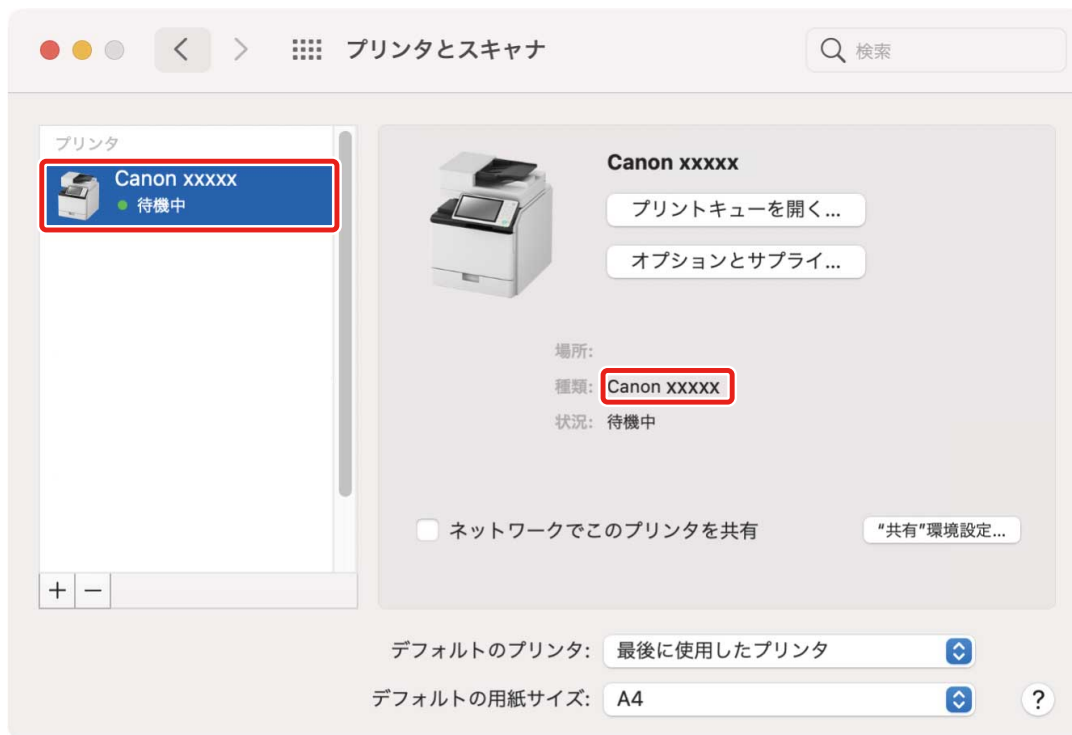 プリンタとスキャナ
検索
プリンタ
Canon xxxxx
待機中
Canon xxxxx
プリントキューを開く...
オプションとサプライ...
場所:
種類: Canon xxxxx
状況: 待機中
ネットワークでこのプリンタを共有
“共有”環境設定...
+ −
デフォルトのプリンタ: 最後に使用したプリンタ
デフォルトの用紙サイズ: A4
?